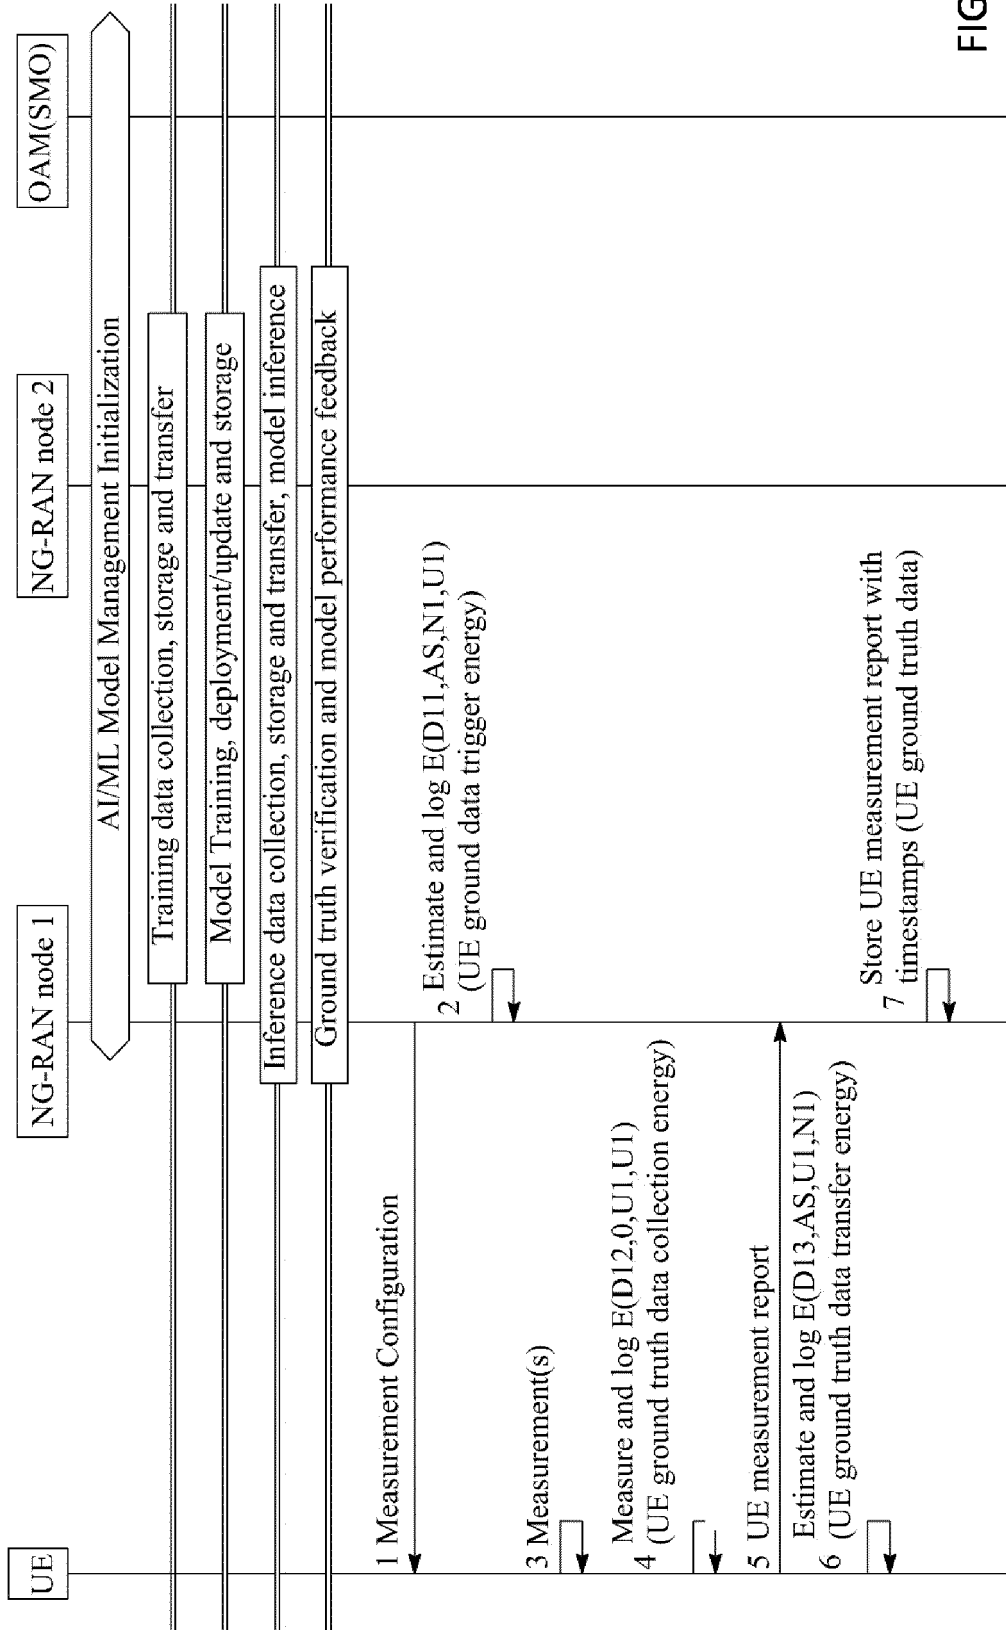 UE
NG-RAN node 1
NG-RAN node 2
OAM(SMO)
AI/ML Model Management Initialization
Training data collection, storage and transfer
Model Training, deployment/update and storage
Inference data collection, storage and transfer, model inference
Ground truth verification and model performance feedback
1 Measurement Configuration
2
Estimate and log E(D11,AS,N1,U1)
(UE ground data trigger energy)
3 Measurement(s)
4
Measure and log E(D12,0,U1,U1)
(UE ground truth data collection energy)
5 UE measurement report
6
Estimate and log E(D13,AS,U1,N1)
(UE ground truth data transfer energy)
7
Store UE measurement report with
timestamps (UE ground truth data)
FIG